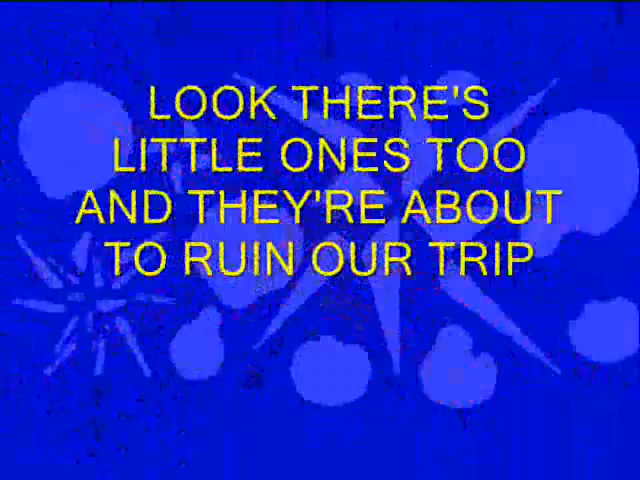 LOOK THERE'S
LITTLE ONES TOO
AND THEY'RE ABOUT
TO RUIN OUR TRIP